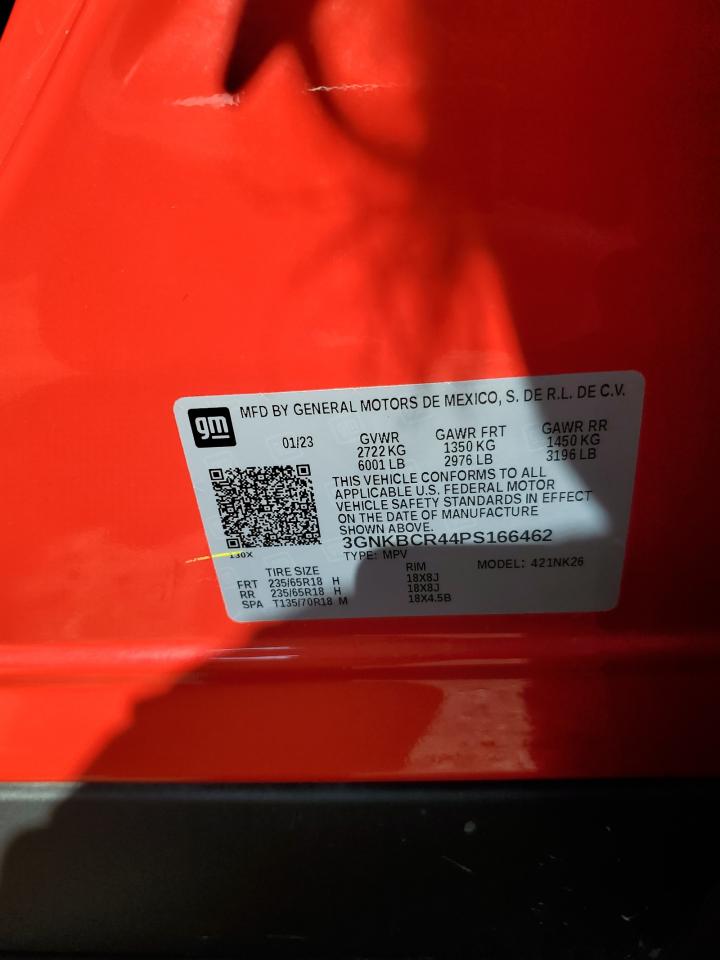 gm MFD BY GENERAL MOTORS DE MEXICO, S. DE R.L. DE C.V.
01/23 GVWR GAWR FRT GAWR RR
2722 KG 1350 KG 1450 KG
6001 LB 2976 LB 3196 LB
THIS VEHICLE CONFORMS TO ALL
APPLICABLE U.S. FEDERAL MOTOR
VEHICLE SAFETY STANDARDS IN EFFECT
ON THE DATE OF MANUFACTURE
SHOWN ABOVE.
3GNKBCR44PS166462
130X TYPE: MPV MODEL: 421NK26
TIRE SIZE RIM
FRT 235/65R18 H 18X8J
RR 235/65R18 H 18X8J
SPA T135/70R18 M 18X4.5B